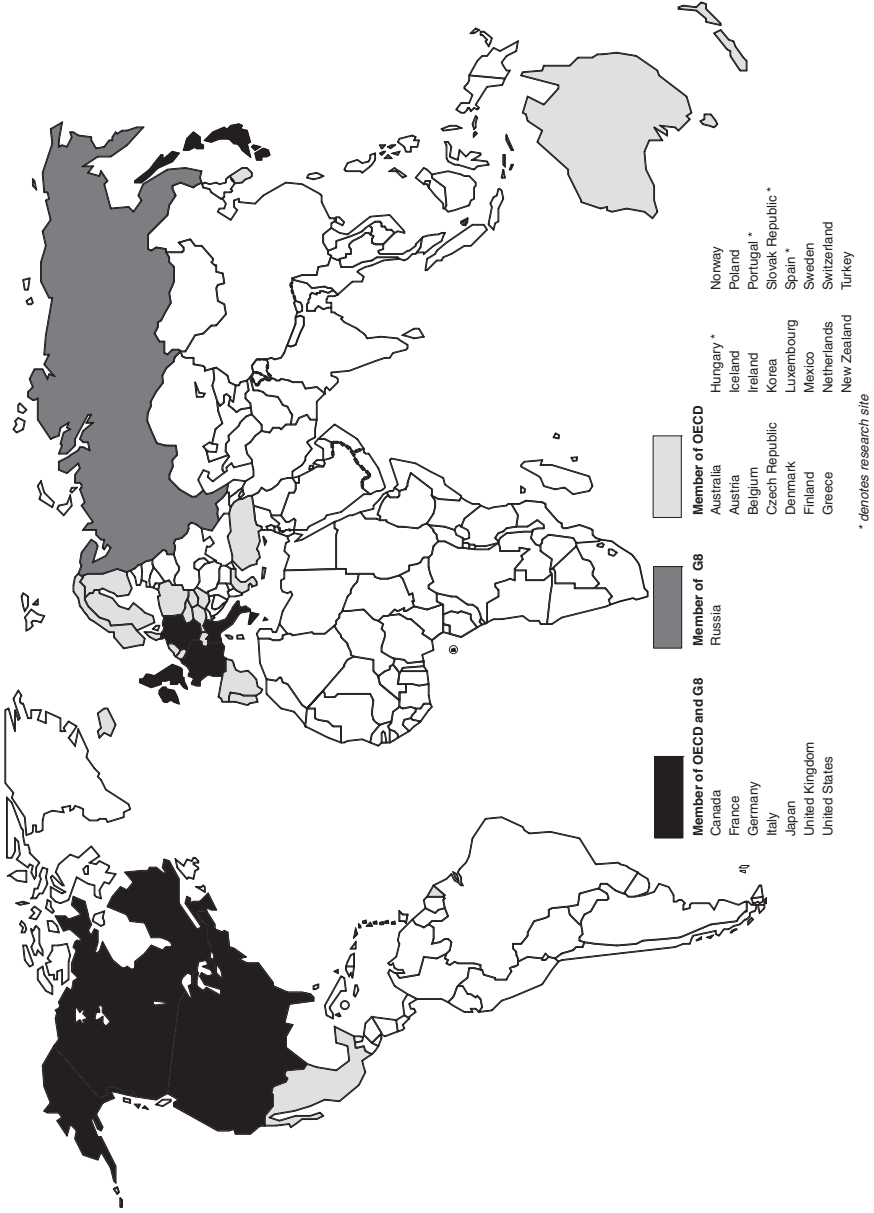 Member of OECD and G8
Canada
France
Germany
Italy
Japan
United Kingdom
United States
Member of G8
Russia
Member of OECD
Australia
Austria
Belgium
Czech Republic
Denmark
Finland
Greece
Hungary *
Iceland
Ireland
Korea
Luxembourg
Mexico
Netherlands
New Zealand
Norway
Poland
Portugal *
Slovak Republic *
Spain *
Sweden
Switzerland
Turkey
* denotes research site